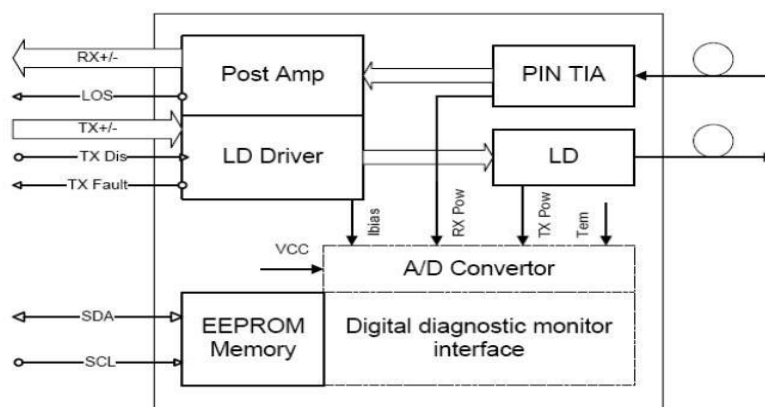 RX+/-
Post Amp
PIN TIA
LOS
TX+/-
TX Dis
LD Driver
LD
TX Fault
Ibias
RX Pow
TX Pow
Tem
VCC
A/D Convertor
SDA
EEPROM
Memory
Digital diagnostic monitor
interface
SCL